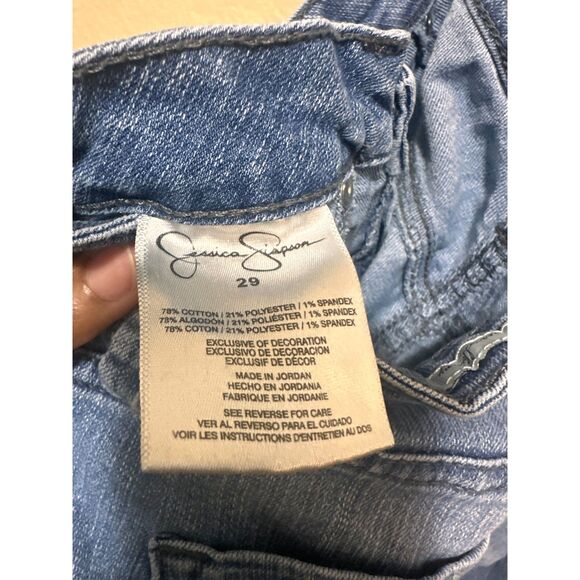 Jessica Simpson
29
78% COTTON / 21% POLYESTER / 1% SPANDEX
78% ALGODÓN / 21% POLIÉSTER / 1% SPANDEX
78% COTON / 21% POLYESTER / 1% SPANDEX
EXCLUSIVE OF DECORATION
EXCLUSIVO DE DECORACION
EXCLUSIF DE DÉCOR
MADE IN JORDAN
HECHO EN JORDANIA
FABRIQUE EN JORDANIE
SEE REVERSE FOR CARE
VER AL REVERSO PARA EL CUIDADO
VOIR LES INSTRUCTIONS D'ENTRETIEN AU DOS